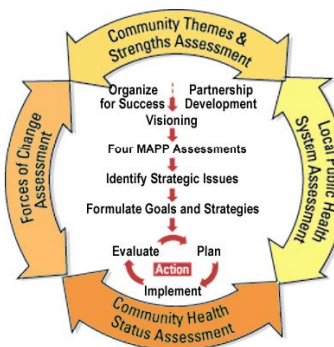 Community Themes &
Strengths Assessment
Organize
for Success
Partnership
Development
Visioning
Four MAPP Assessments
Identify Strategic Issues
Formulate Goals and Strategies
Evaluate
Plan
Action
Implement
Forces of Change
Assessment
Local Public Health
System Assessment
Community Health
Status Assessment